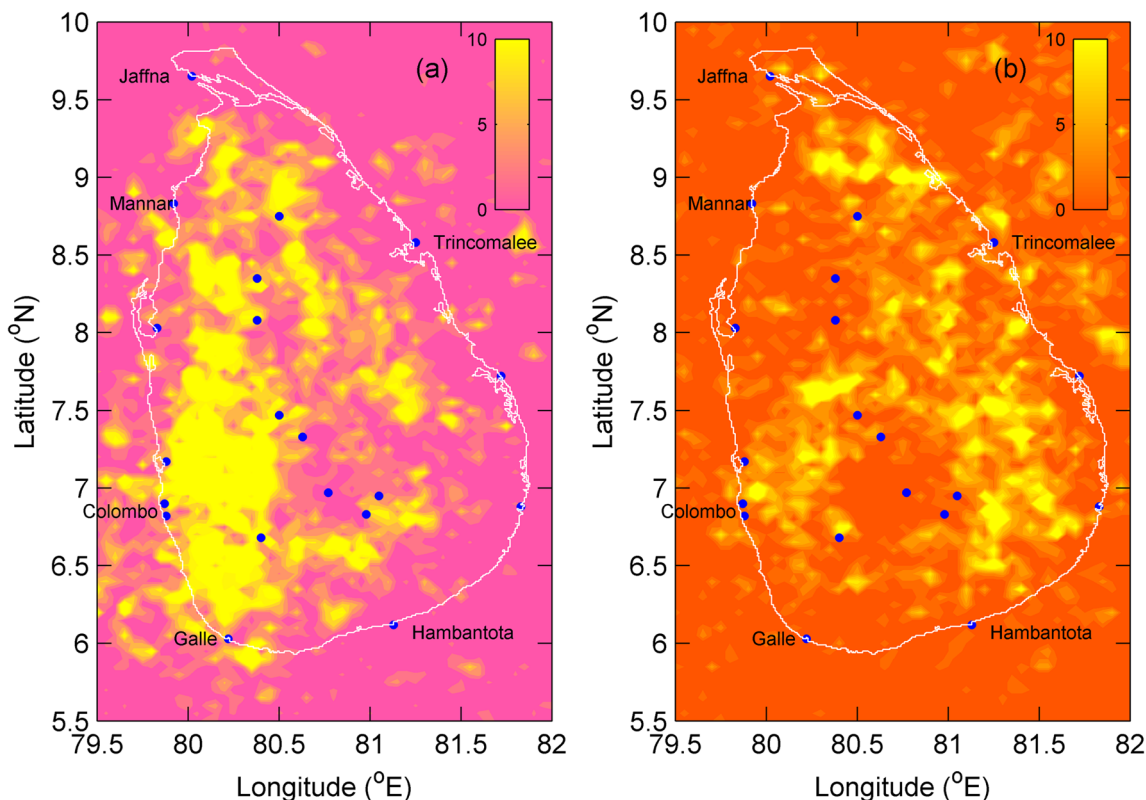 10
9.5
9
8.5
8
7.5
7
6.5
6
5.5
79.5 80 80.5 81 81.5 82
Latitude (°N)
Longitude (°E)
(a)
10
5
0
Jaffna
Mannar
Trincomalee
Colombo
Galle
Hambantota
10
9.5
9
8.5
8
7.5
7
6.5
6
5.5
79.5 80 80.5 81 81.5 82
Latitude (°N)
Longitude (°E)
(b)
10
5
0
Jaffna
Mannar
Trincomalee
Colombo
Galle
Hambantota